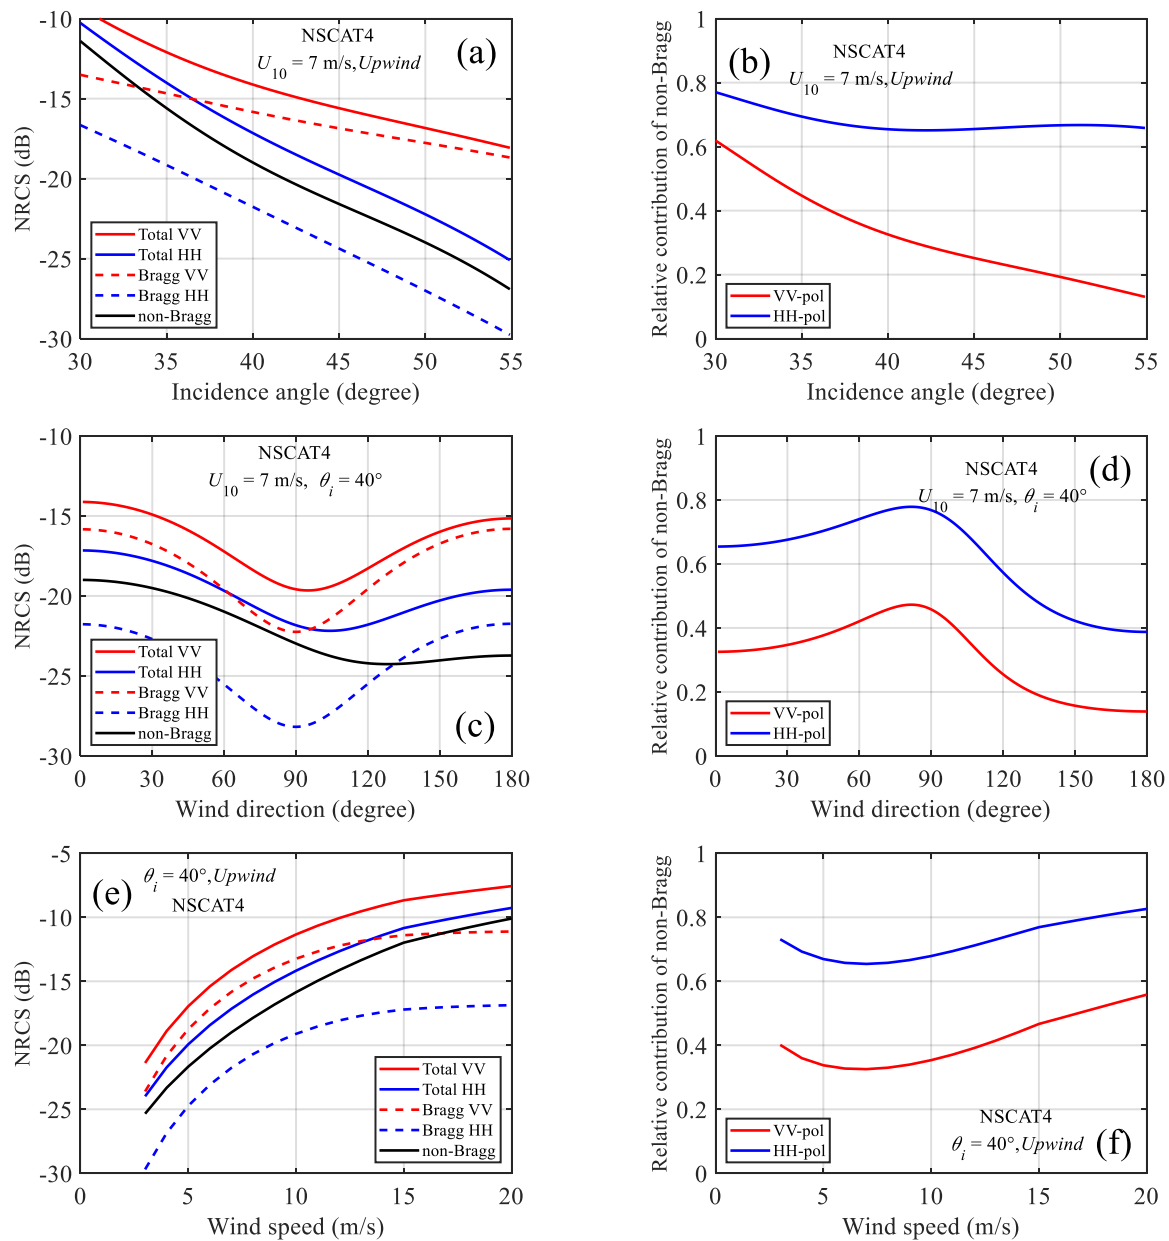 -10
-15
-20
-25
-30
NRCS (dB)
NSCAT4
U10 = 7 m/s,Upwind
(a)
Total VV
Total HH
Bragg VV
Bragg HH
non-Bragg
30 35 40 45 50 55
Incidence angle (degree)
1
0.8
0.6
0.4
0.2
0
Relative contribution of non-Bragg
(b)
NSCAT4
U10 = 7 m/s,Upwind
VV-pol
HH-pol
30 35 40 45 50 55
Incidence angle (degree)
-10
-15
-20
-25
-30
NRCS (dB)
NSCAT4
U10 = 7 m/s, θi = 40°
Total VV
Total HH
Bragg VV
Bragg HH
non-Bragg
(c)
0 30 60 90 120 150 180
Wind direction (degree)
1
0.8
0.6
0.4
0.2
0
Relative contribution of non-Bragg
NSCAT4
U10 = 7 m/s, θi = 40°
(d)
VV-pol
HH-pol
0 30 60 90 120 150 180
Wind direction (degree)
-5
-10
-15
-20
-25
-30
NRCS (dB)
(e)
θi = 40°,Upwind
NSCAT4
Total VV
Total HH
Bragg VV
Bragg HH
non-Bragg
0 5 10 15 20
Wind speed (m/s)
1
0.8
0.6
0.4
0.2
0
Relative contribution of non-Bragg
VV-pol
HH-pol
NSCAT4
θi = 40°,Upwind
(f)
0 5 10 15 20
Wind speed (m/s)